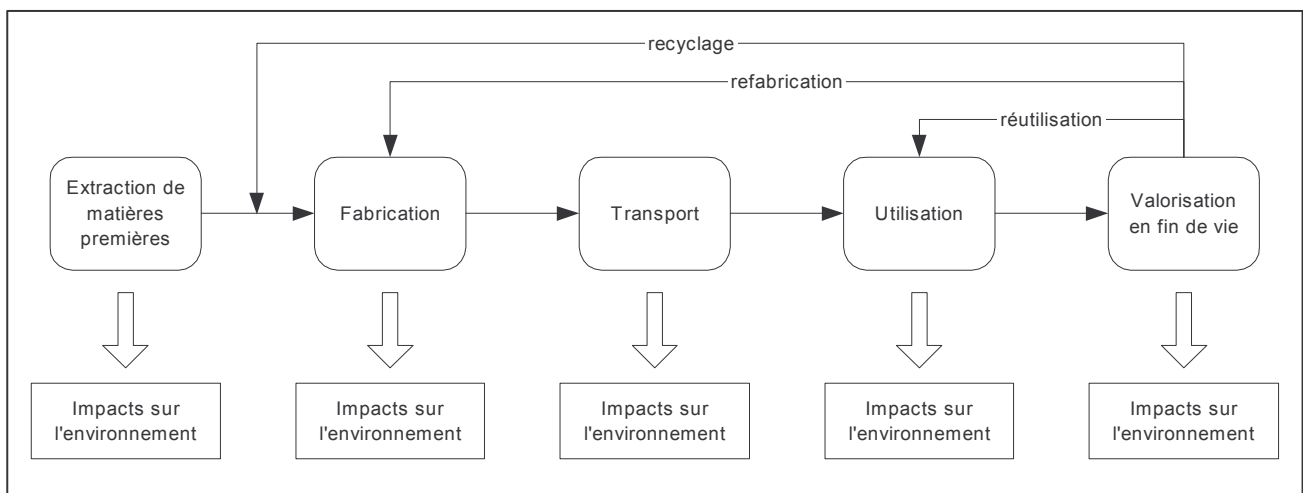 recyclage
refabrication
réutilisation
Extraction de
matières
premières
Fabrication
Transport
Utilisation
Valorisation
en fin de vie
Impacts sur
l'environnement
Impacts sur
l'environnement
Impacts sur
l'environnement
Impacts sur
l'environnement
Impacts sur
l'environnement